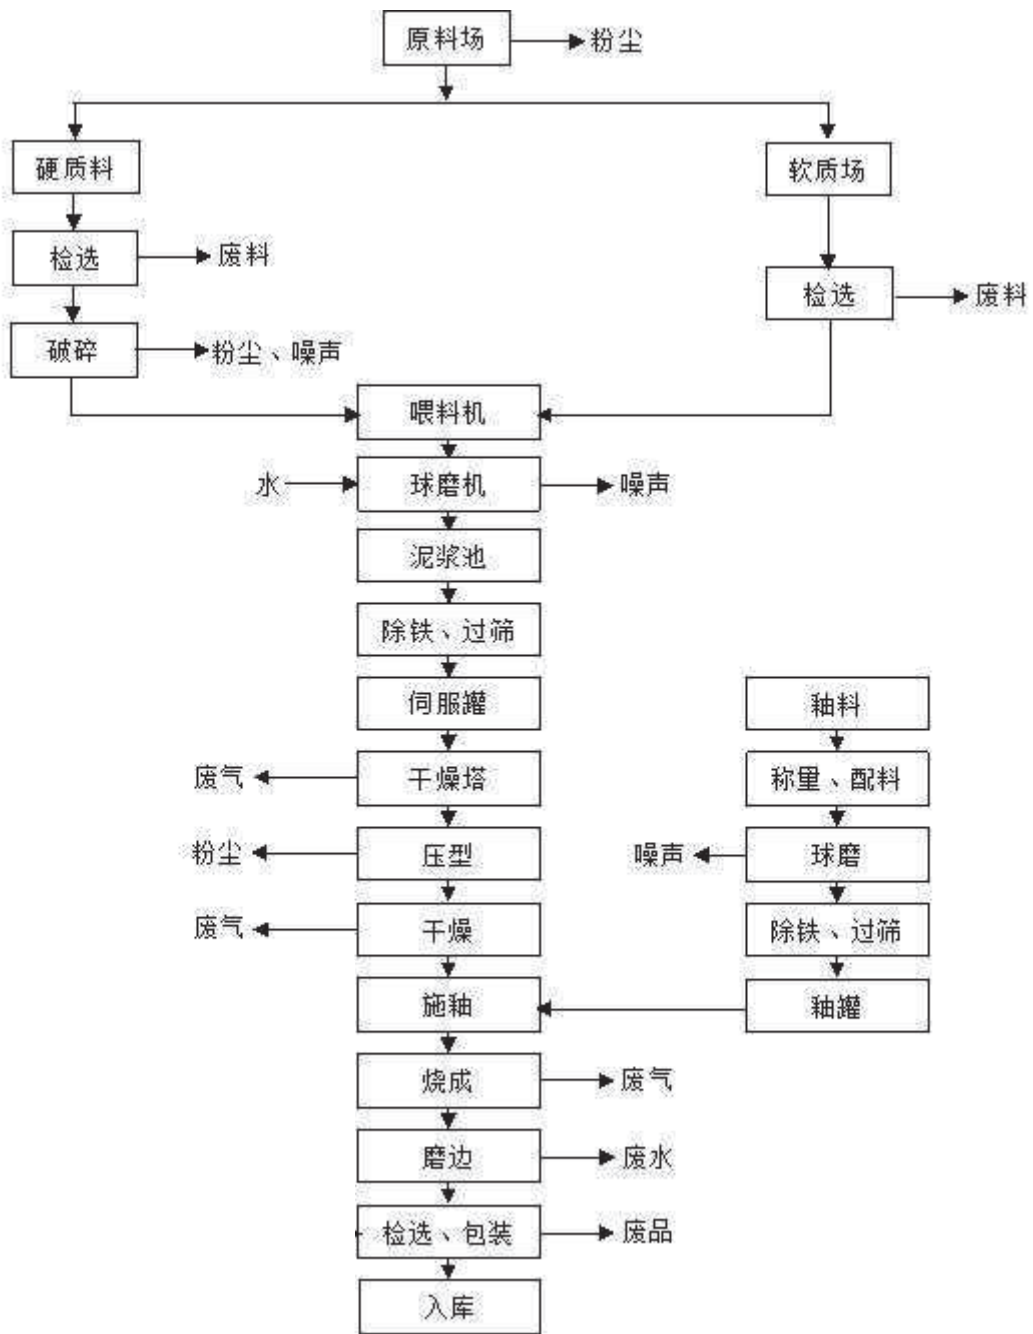 原料场 粉尘
硬质料 软质场
检选 废料
检选 废料
破碎 粉尘、噪声
喂料机
水 球磨机 噪声
泥浆池
除铁、过筛
伺服罐 釉料
废气 干燥塔 称量、配料
粉尘 压型 噪声 球磨
废气 干燥 除铁、过筛
施釉 釉罐
烧成 废气
磨边 废水
检选、包装 废品
入库